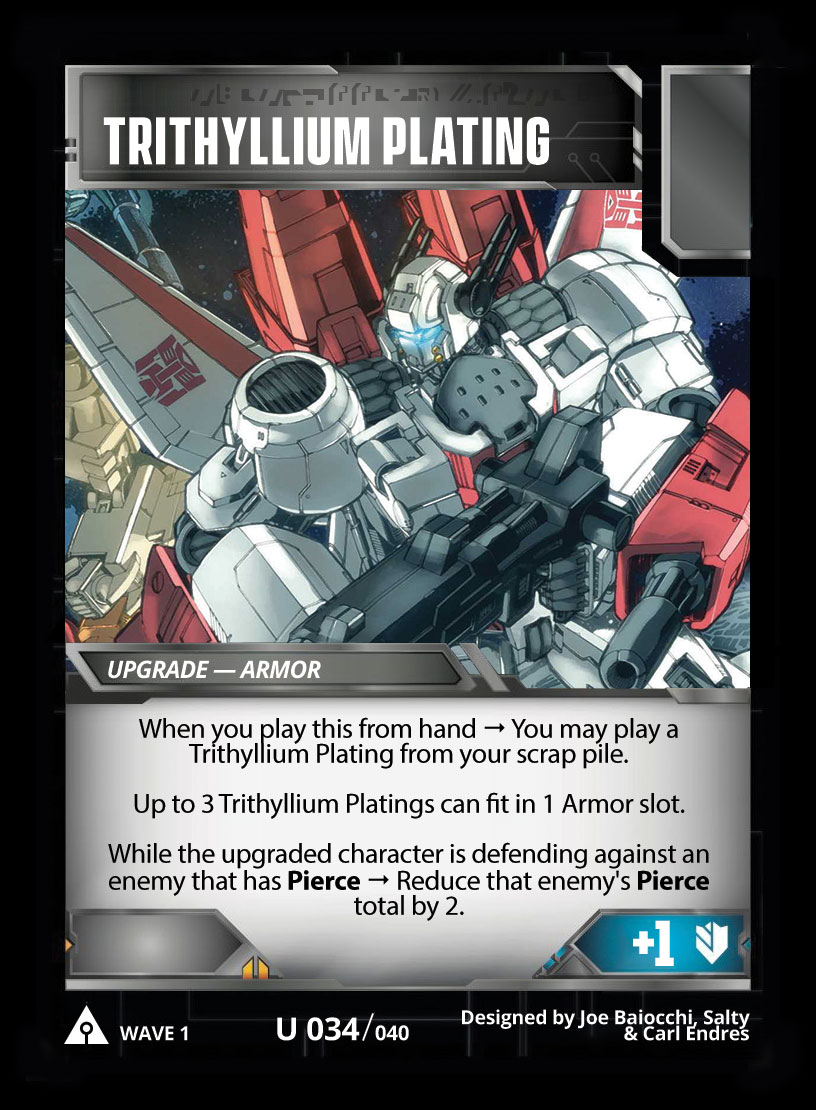 TRITHYLLIUM PLATING
UPGRADE — ARMOR
When you play this from hand → You may play a
Trithyllium Plating from your scrap pile.
Up to 3 Trithyllium Platings can fit in 1 Armor slot.
While the upgraded character is defending against an
enemy that has Pierce → Reduce that enemy's Pierce
total by 2.
+1
WAVE 1
U 034/040
Designed by Joe Baiocchi, Salty
& Carl Endres